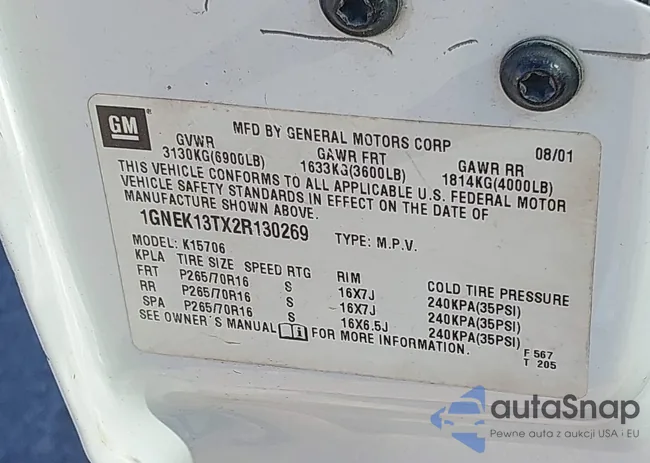 GM ®
MFD BY GENERAL MOTORS CORP 08/01
GVWR GAWR FRT GAWR RR
3130KG(6900LB) 1633KG(3600LB) 1814KG(4000LB)
THIS VEHICLE CONFORMS TO ALL APPLICABLE U.S. FEDERAL MOTOR
VEHICLE SAFETY STANDARDS IN EFFECT ON THE DATE OF
MANUFACTURE SHOWN ABOVE.
1GNEK13TX2R130269 TYPE: M.P.V.
MODEL: K15706
KPLA TIRE SIZE SPEED RTG RIM COLD TIRE PRESSURE
FRT P265/70R16 S 16X7J 240KPA(35PSI)
RR P265/70R16 S 16X7J 240KPA(35PSI)
SPA P265/70R16 S 16X6.5J 240KPA(35PSI)
SEE OWNER'S MANUAL i FOR MORE INFORMATION.
F 567
T 205
autaSnap
Pewne auta z aukcji USA i EU